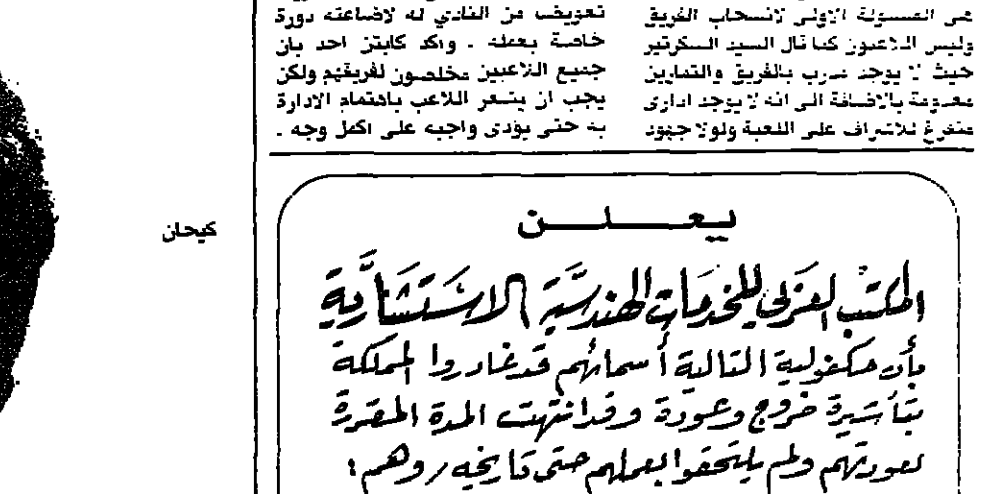 هى المسئولة الاولى لانسحاب الفريق
وليس اللاعبون كما قال السيد السكرتير
حيث لا يوجد مدرب بالفريق والتمارين
معدومة بالاضافة الى انه لا يوجد ادارى
متفرغ للاشراف على اللعبة ولولا جهود
تعويض من النادي له لاضاعته دورة
خاصة بعمله . واكد كابتن احد بان
جميع اللاعبين مخلصون لفريقهم ولكن
يجب ان يشعر اللاعب باهتمام الادارة
به حتى يؤدى واجبه على اكمل وجه .
كيحان
يعلن
المكتب العربي للخدمات الهندسية الاستشارية
بأن مكفوليه التالية أسمائهم قد غادروا المملكة
بتأشيرة خروج وعودة وقد انتهت المدة المقررة
لعودتهم ولم يلتحقوا بعملهم حتى تاريخه / وهم :